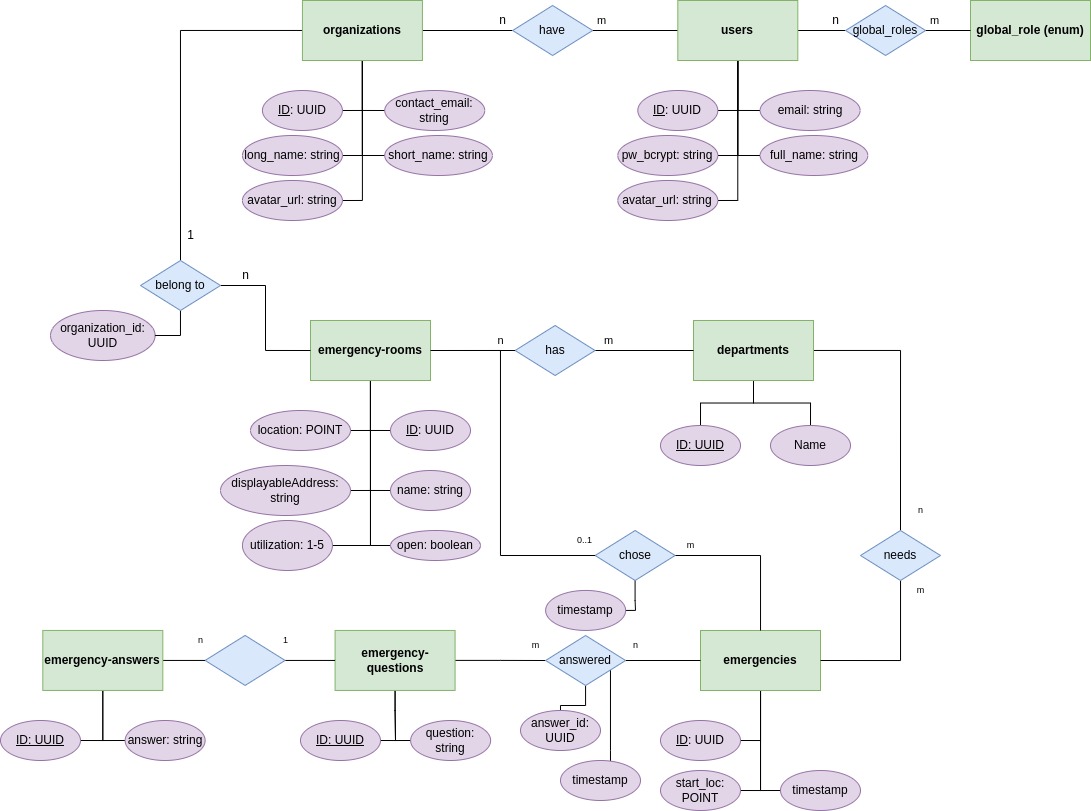 organizations
n
have
m
users
n
global_roles
m
global_role (enum)
ID: UUID
contact_email:
string
long_name: string
short_name: string
avatar_url: string
ID: UUID
email: string
pw_bcrypt: string
full_name: string
avatar_url: string
1
belong to
n
organization_id:
UUID
emergency-rooms
n
has
m
departments
location: POINT
ID: UUID
displayableAddress:
string
name: string
utilization: 1-5
open: boolean
ID: UUID
Name
n
needs
m
0..1
chose
m
timestamp
emergency-answers
n
1
emergency-
questions
m
answered
n
emergencies
ID: UUID
answer: string
ID: UUID
question:
string
answer_id:
UUID
timestamp
ID: UUID
start_loc:
POINT
timestamp